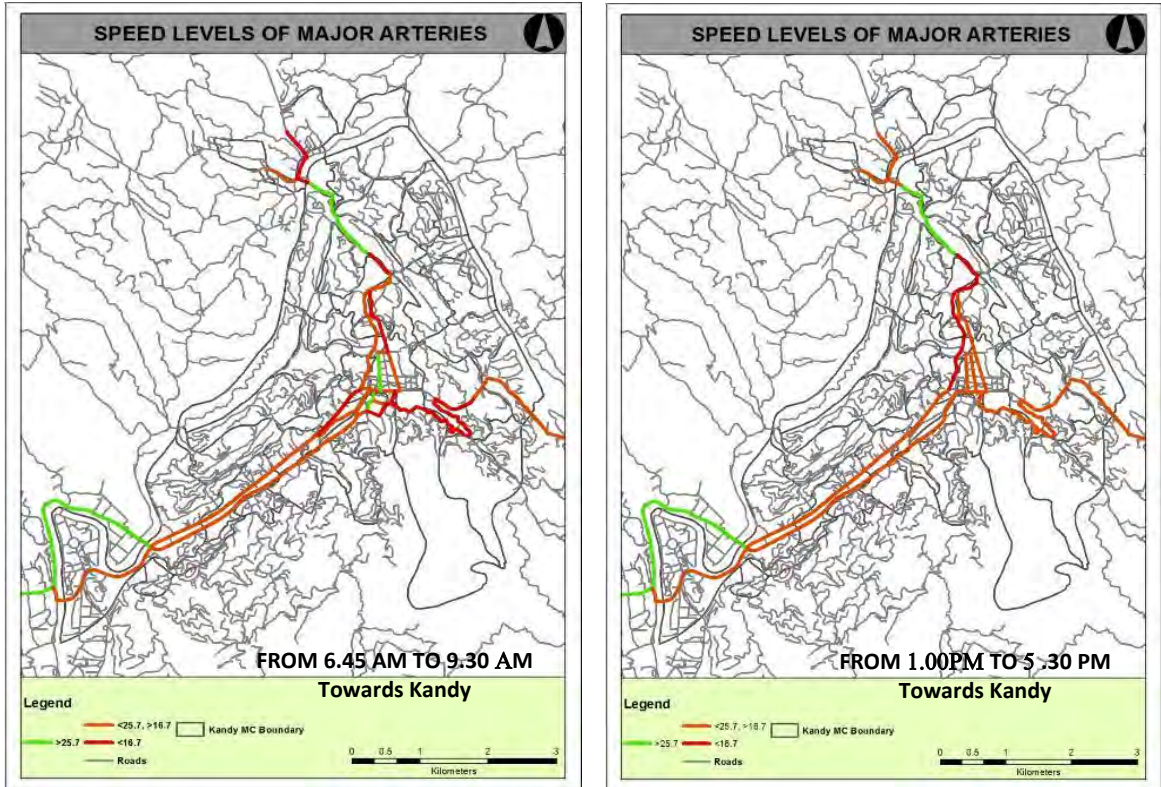 SPEED LEVELS OF MAJOR ARTERIES
FROM 6.45 AM TO 9.30 AM
Towards Kandy
Legend
<25.7, >16.7 Kandy MC Boundary
>25.7 <16.7
Roads
0 0.5 1 2 3
Kilometers
SPEED LEVELS OF MAJOR ARTERIES
FROM 1.00PM TO 5 .30 PM
Towards Kandy
Legend
<25.7, >16.7 Kandy MC Boundary
>25.7 <16.7
Roads
0 0.5 1 2 3
Kilometers